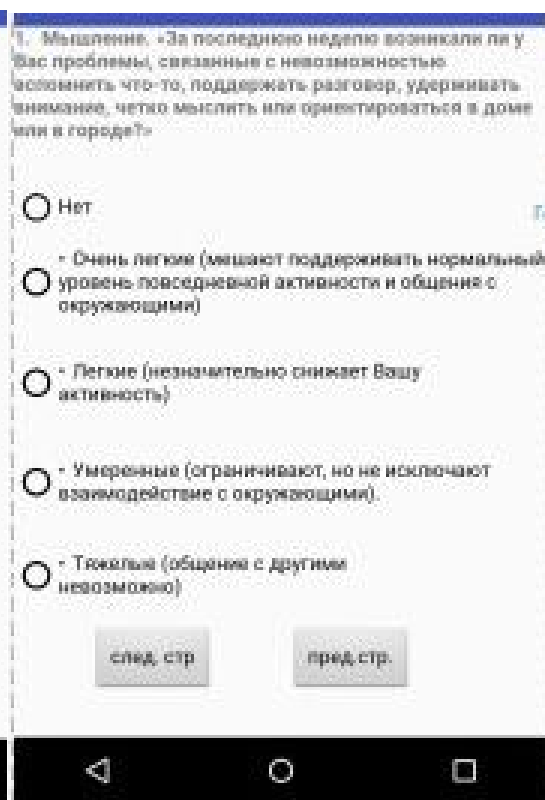 1. Мышление. «За последнюю неделю возникали ли у
Вас проблемы, связанные с невозможностью
вспомнить что-то, поддержать разговор, удерживать
внимание, четко мыслить или ориентироваться в доме
или в городе?»
Нет
- Очень легкие (мешают поддерживать нормальный
уровень повседневной активности и общения с
окружающими)
- Легкие (незначительно снижает Вашу
активность)
- Умеренные (ограничивают, но не исключают
взаимодействие с окружающими).
- Тяжелые (общение с другими
невозможно)
след. стр
пред.стр.